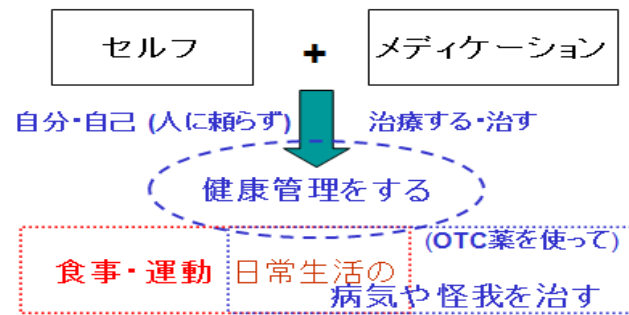 セルフ + メディケーション
自分・自己 (人に頼らず) 治療する・治す
健康管理をする
(OTC薬を使って)
食事・運動 日常生活の
病気や怪我を治す